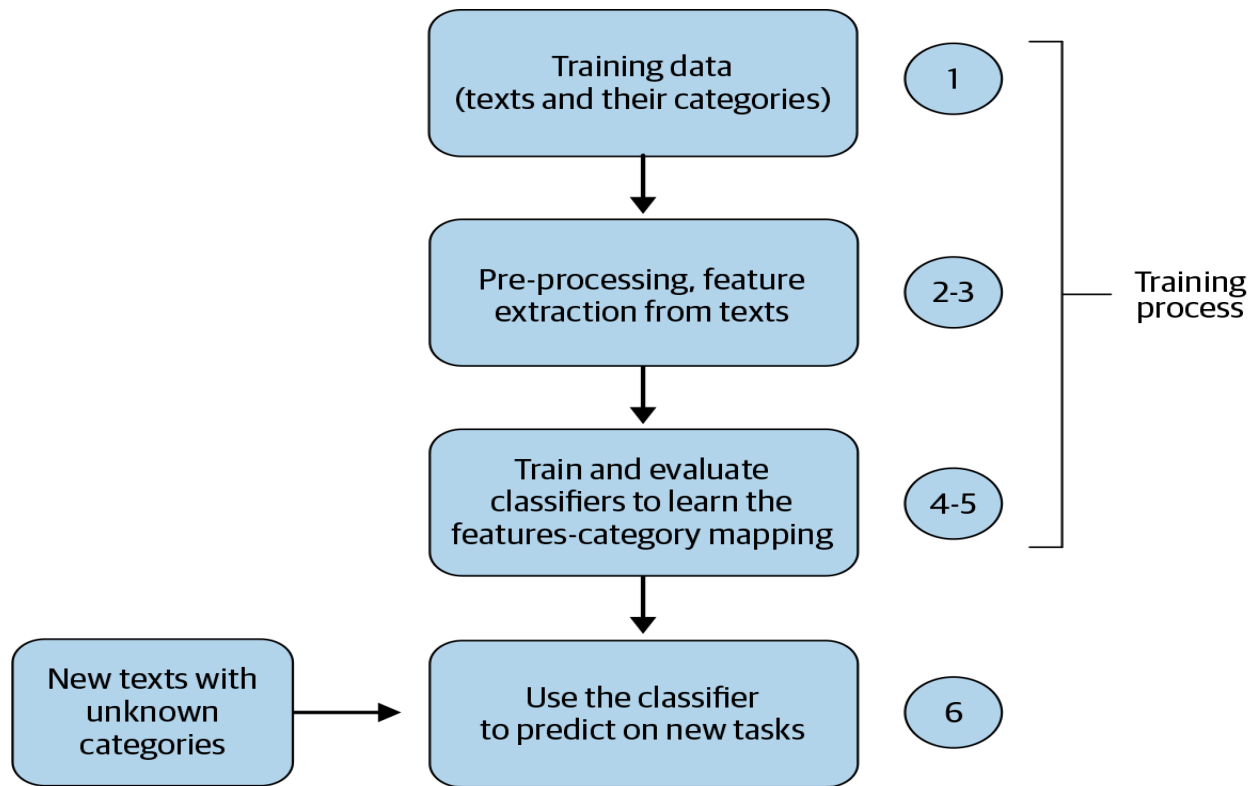 Training data
(texts and their categories)
1
Pre-processing, feature
extraction from texts
2-3
Training
process
Train and evaluate
classifiers to learn the
features-category mapping
4-5
New texts with
unknown
categories
Use the classifier
to predict on new tasks
6